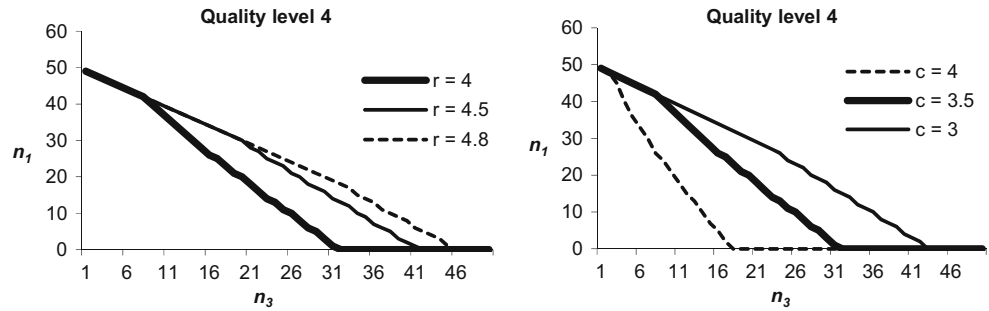 Quality level 4
60
50
40
30
20
10
0
n1
r = 4
r = 4.5
r = 4.8
1 6 11 16 21 26 31 36 41 46
n3
Quality level 4
60
50
40
30
20
10
0
n1
c = 4
c = 3.5
c = 3
1 6 11 16 21 26 31 36 41 46
n3